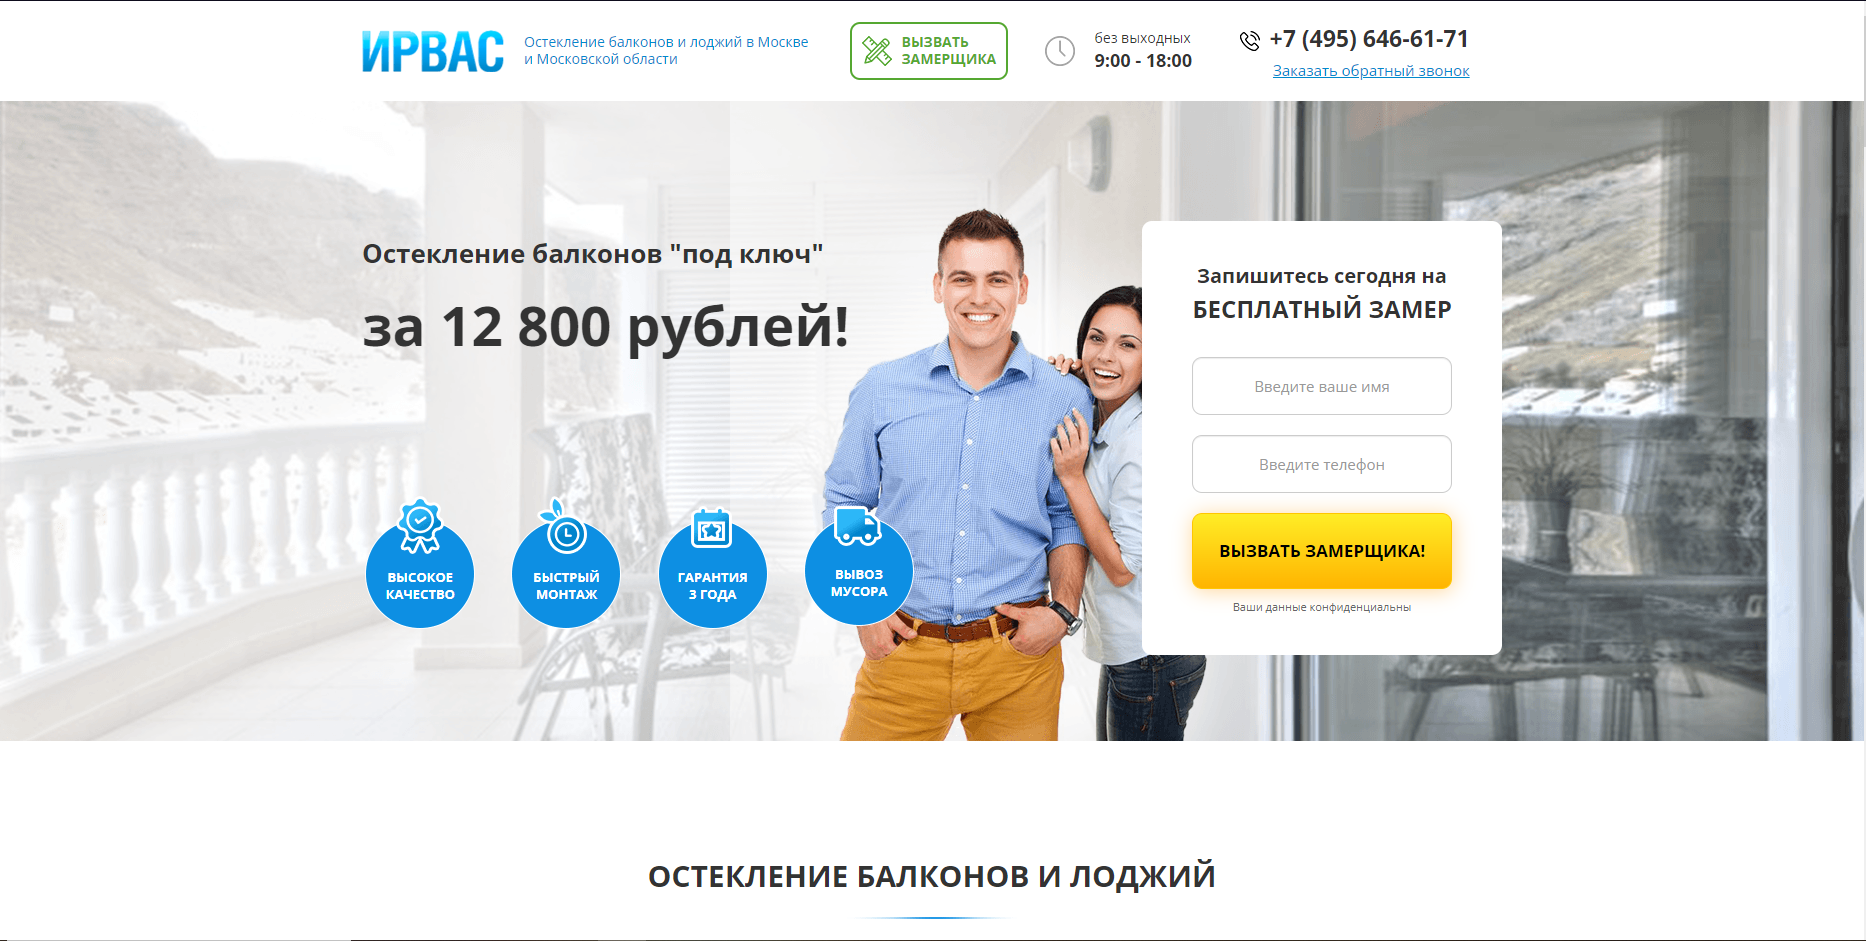 ИРВАС
Остекление балконов и лоджий в Москве
и Московской области
ВЫЗВАТЬ
ЗАМЕРЩИКА
без выходных
9:00 - 18:00
+7 (495) 646-61-71
Заказать обратный звонок
Остекление балконов "под ключ"
за 12 800 рублей!
ВЫСОКОЕ
КАЧЕСТВО
БЫСТРЫЙ
МОНТАЖ
ГАРАНТИЯ
3 ГОДА
ВЫВОЗ
МУСОРА
Запишитесь сегодня на
БЕСПЛАТНЫЙ ЗАМЕР
Введите ваше имя
Введите телефон
ВЫЗВАТЬ ЗАМЕРЩИКА!
Ваши данные конфиденциальны
ОСТЕКЛЕНИЕ БАЛКОНОВ И ЛОДЖИЙ